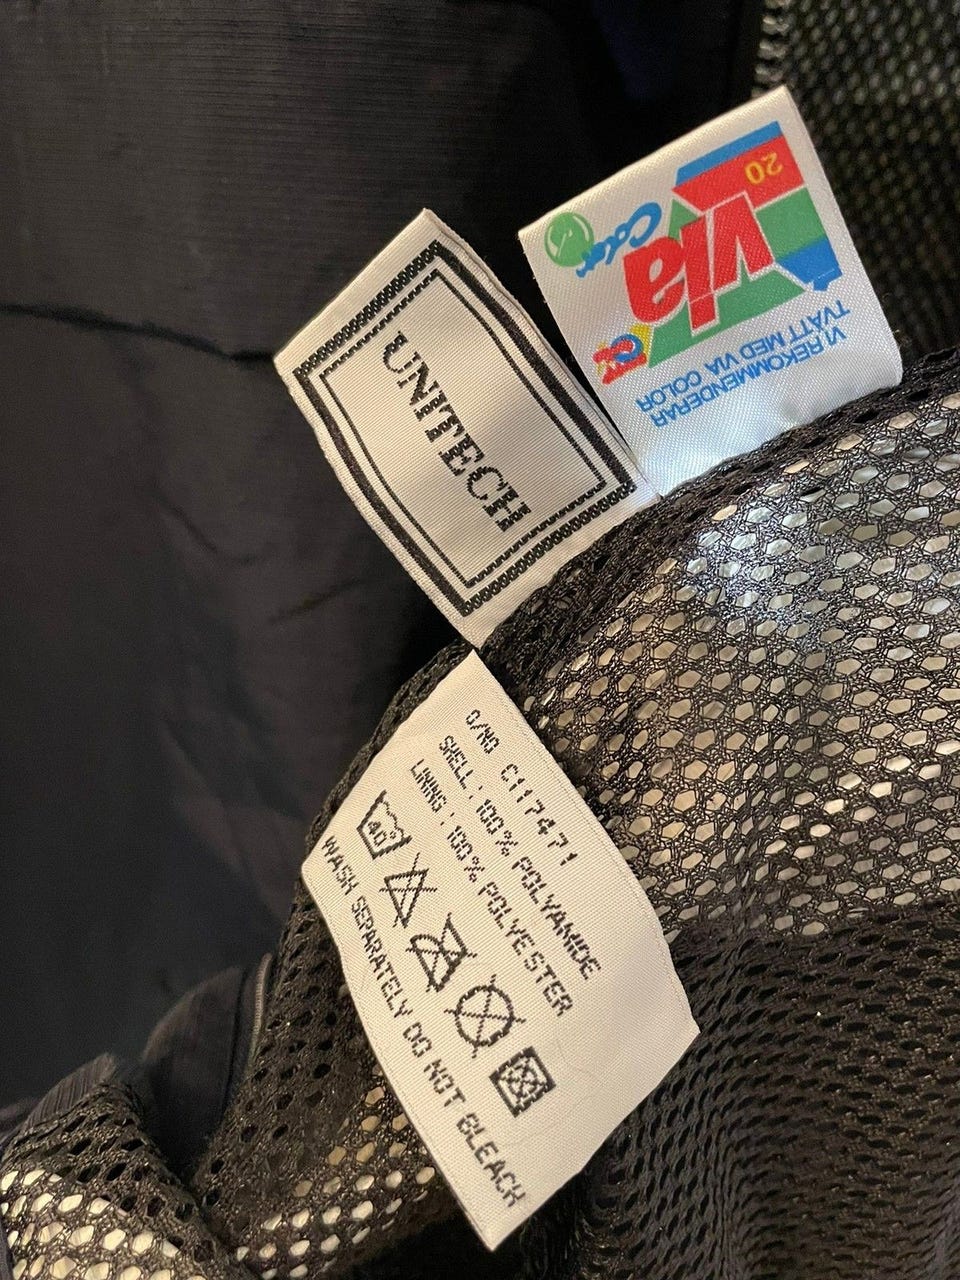 20
Via
Color
VI REKOMMENDERAR
TVÄTT MED VIA
COLOR
UNITECH
O/NO C117471
SHELL : 100% POLYAMIDE
LINING : 100% POLYESTER
40
WASH SEPARATELY DO NOT BLEACH